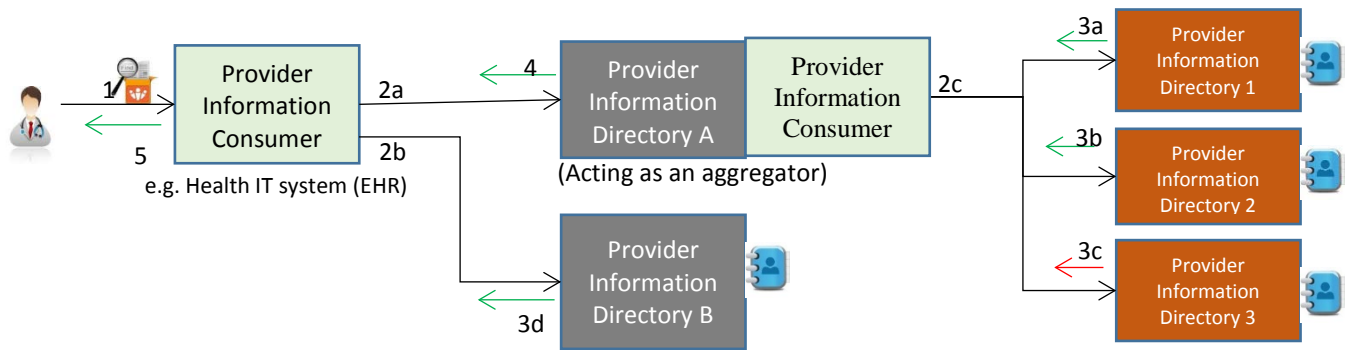 1
5
Provider
Information
Consumer
e.g. Health IT system (EHR)
2a
2b
4
Provider
Information
Directory A
Provider
Information
Consumer
(Acting as an aggregator)
2c
Provider
Information
Directory B
3d
3a
Provider
Information
Directory 1
3b
Provider
Information
Directory 2
3c
Provider
Information
Directory 3